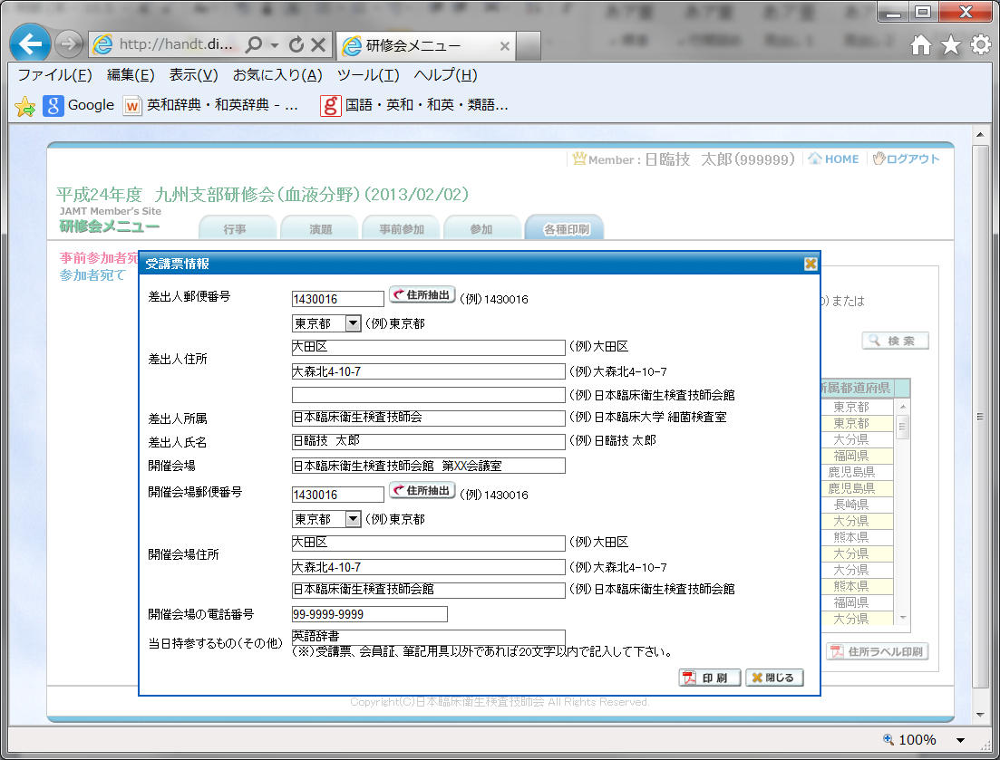 http://handt.di...
研修会メニュー
ファイル(F) 編集(E) 表示(V) お気に入り(A) ツール(T) ヘルプ(H)
Google 英和辞典・和英辞典 - ... 国語・英和・和英・類語...
Member : 日臨技　太郎(999999) HOME ログアウト
平成24年度　九州支部研修会(血液分野) (2013/02/02)
JAMT Member's Site
研修会メニュー
行事 演題 事前参加 参加 各種印刷
事前参加者宛
参加者宛て
または
検索
所属都道府県
東京都
東京都
大分県
福岡県
鹿児島県
鹿児島県
長崎県
大分県
熊本県
大分県
大分県
熊本県
福岡県
大分県
住所ラベル印刷
受講票情報
差出人郵便番号 1430016 住所抽出 (例)1430016
東京都 (例)東京都
差出人住所
大田区 (例)大田区
大森北4-10-7 (例)大森北4-10-7
(例)日本臨床衛生検査技師会館
差出人所属 日本臨床衛生検査技師会 (例)日本臨床大学 細菌検査室
差出人氏名 日臨技　太郎 (例)日臨技 太郎
開催会場 日本臨床衛生検査技師会館　第XX会議室
開催会場郵便番号 1430016 住所抽出 (例)1430016
東京都 (例)東京都
開催会場住所
大田区 (例)大田区
大森北4-10-7 (例)大森北4-10-7
日本臨床衛生検査技師会館 (例)日本臨床衛生検査技師会館
開催会場の電話番号 99-9999-9999
当日持参するもの(その他) 英語辞書
(※)受講票、会員証、筆記用具以外であれば20文字以内で記入して下さい。
印刷 閉じる
Copyright(C)日本臨床衛生検査技師会 All Rights Reserved.
100%